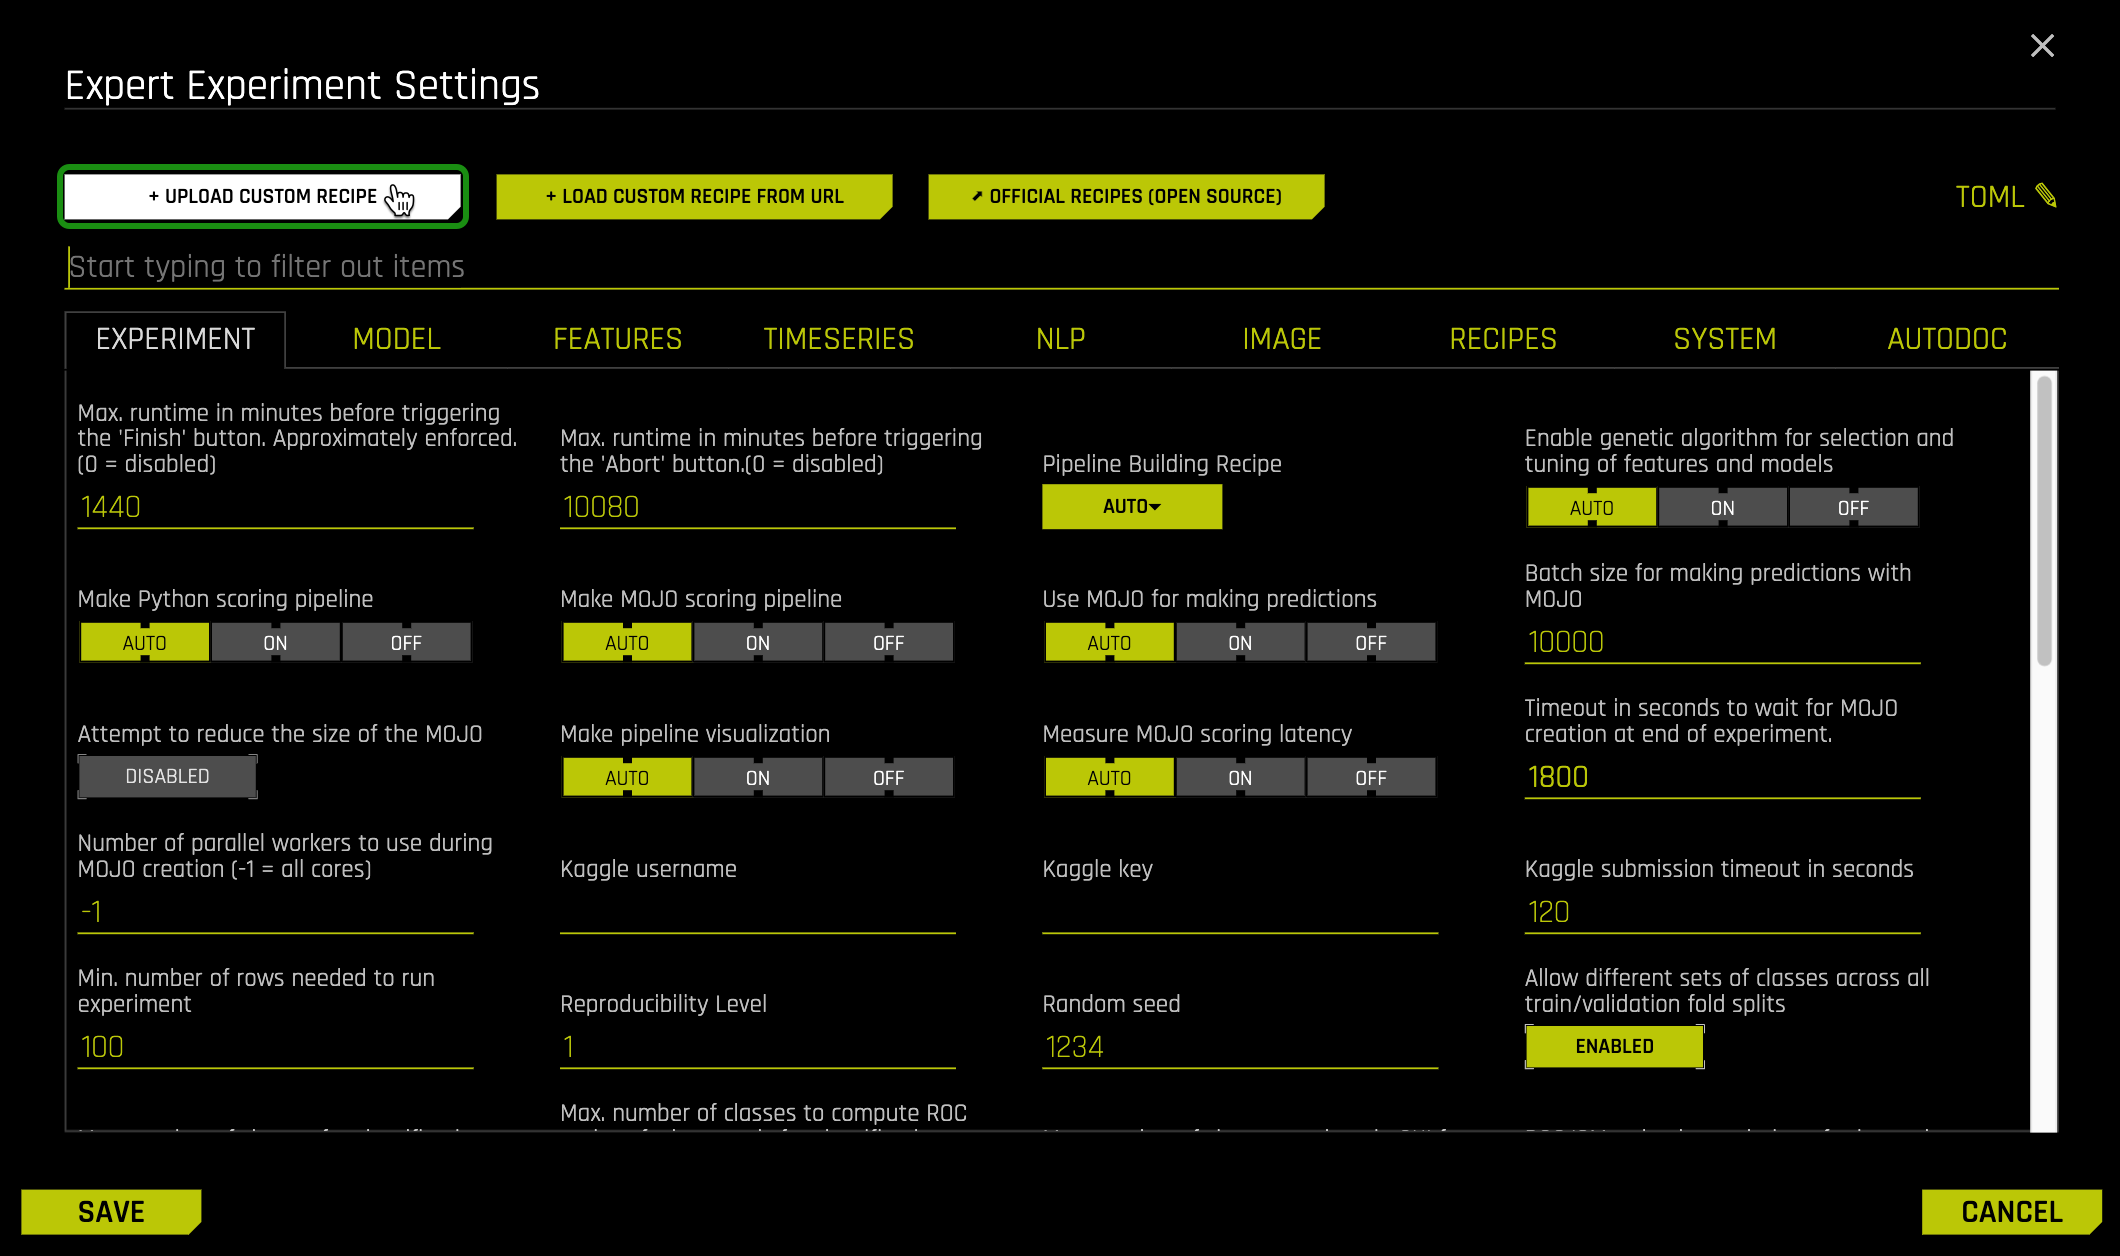 Expert Experiment Settings
+ UPLOAD CUSTOM RECIPE
+ LOAD CUSTOM RECIPE FROM URL
OFFICIAL RECIPES (OPEN SOURCE)
TOML
Start typing to filter out items
EXPERIMENT
MODEL
FEATURES
TIMESERIES
NLP
IMAGE
RECIPES
SYSTEM
AUTODOC
Max. runtime in minutes before triggering
the 'Finish' button. Approximately enforced.
(0 = disabled)
1440
Max. runtime in minutes before triggering
the 'Abort' button.(0 = disabled)
10080
Pipeline Building Recipe
AUTO
Enable genetic algorithm for selection and
tuning of features and models
AUTO ON OFF
Make Python scoring pipeline
AUTO ON OFF
Make MOJO scoring pipeline
AUTO ON OFF
Use MOJO for making predictions
AUTO ON OFF
Batch size for making predictions with
MOJO
10000
Attempt to reduce the size of the MOJO
DISABLED
Make pipeline visualization
AUTO ON OFF
Measure MOJO scoring latency
AUTO ON OFF
Timeout in seconds to wait for MOJO
creation at end of experiment.
1800
Number of parallel workers to use during
MOJO creation (-1 = all cores)
-1
Kaggle username
Kaggle key
Kaggle submission timeout in seconds
120
Min. number of rows needed to run
experiment
100
Reproducibility Level
1
Random seed
1234
Allow different sets of classes across all
train/validation fold splits
ENABLED
Max. number of classes to compute ROC
SAVE
CANCEL